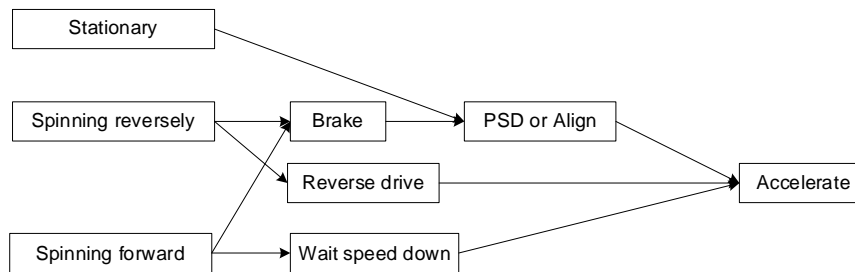 Stationary
Spinning reversely
Brake
PSD or Align
Reverse drive
Accelerate
Spinning forward
Wait speed down